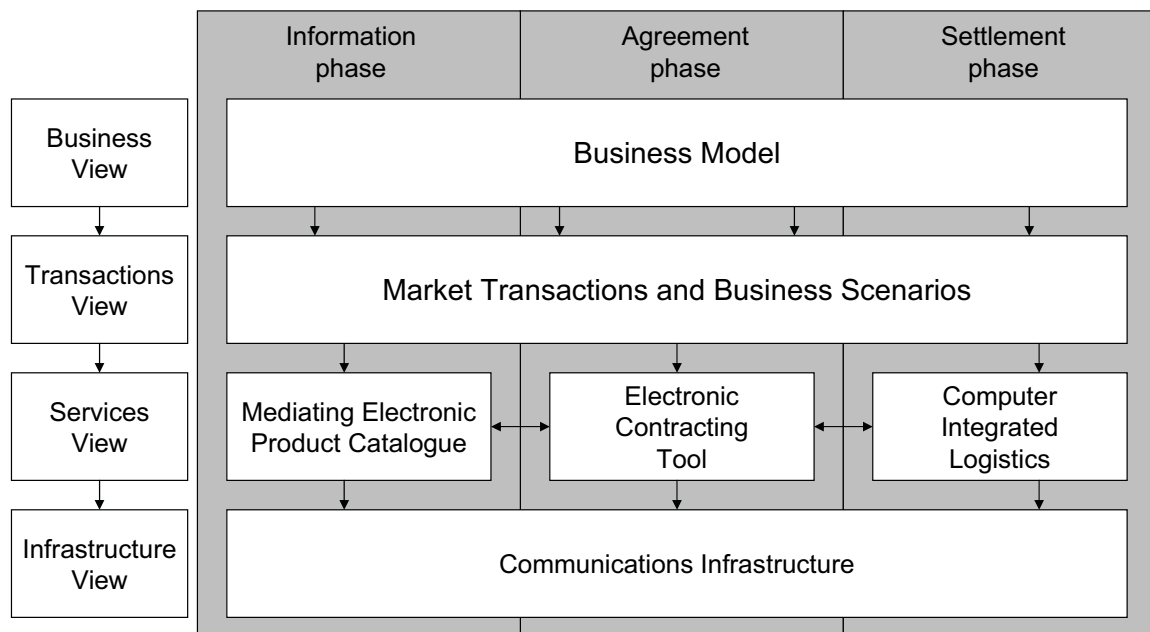 Information
phase
Agreement
phase
Settlement
phase
Business
View
Business Model
Transactions
View
Market Transactions and Business Scenarios
Services
View
Mediating Electronic
Product Catalogue
Electronic
Contracting
Tool
Computer
Integrated
Logistics
Infrastructure
View
Communications Infrastructure